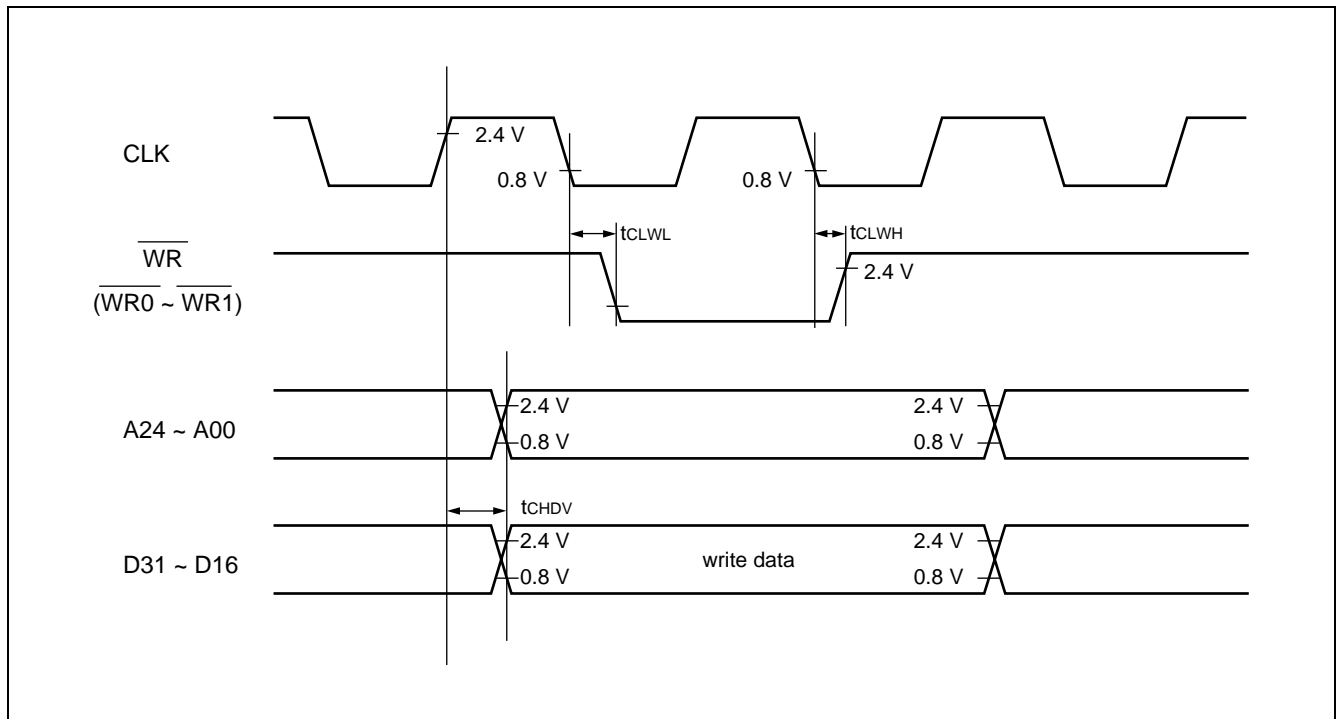 CLK
2.4 V
0.8 V
0.8 V
tCLWL
tCLWH
WR
(WR0 ~ WR1)
2.4 V
A24 ~ A00
2.4 V
0.8 V
2.4 V
0.8 V
tCHDV
D31 ~ D16
2.4 V
0.8 V
write data
2.4 V
0.8 V